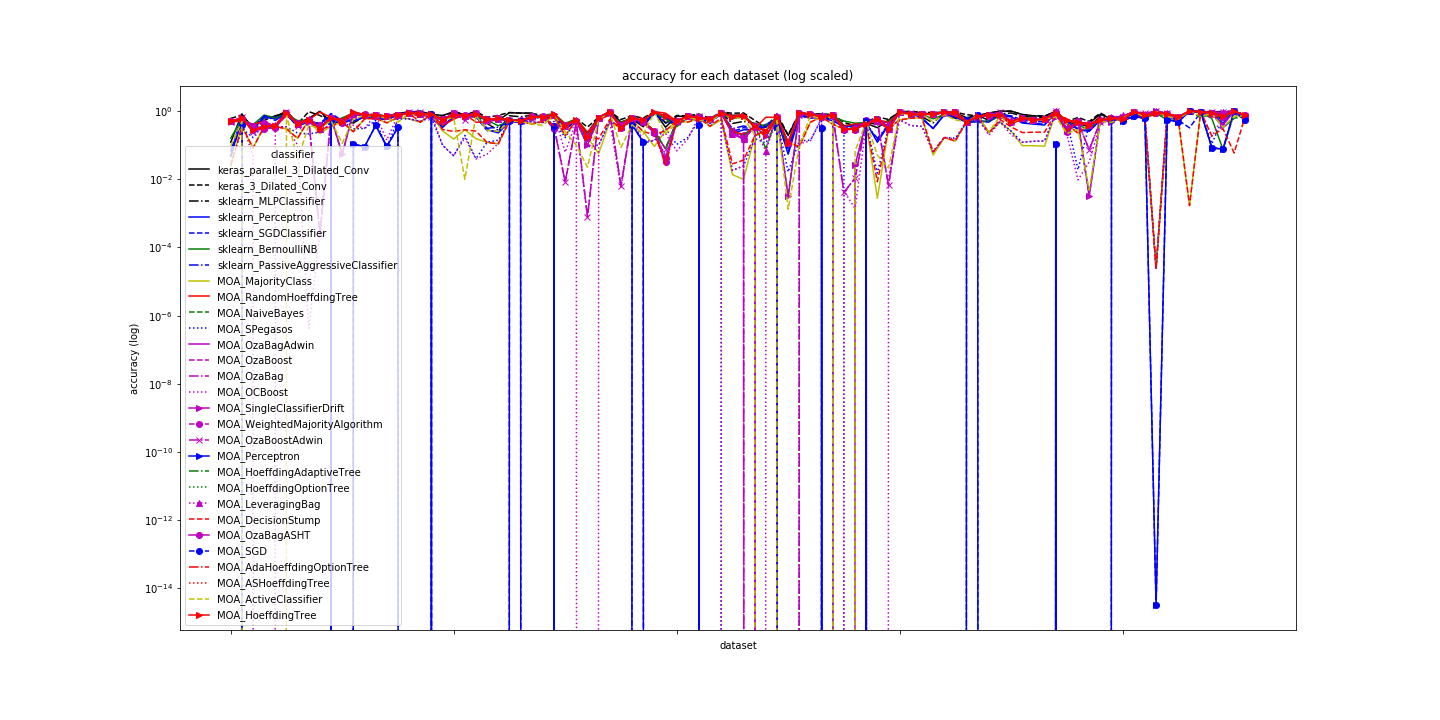 accuracy for each dataset (log scaled)
accuracy (log)
10⁰
10⁻²
10⁻⁴
10⁻⁶
10⁻⁸
10⁻¹⁰
10⁻¹²
10⁻¹⁴
classifier
keras_parallel_3_Dilated_Conv
keras_3_Dilated_Conv
sklearn_MLPClassifier
sklearn_Perceptron
sklearn_SGDClassifier
sklearn_BernoulliNB
sklearn_PassiveAggressiveClassifier
MOA_MajorityClass
MOA_RandomHoeffdingTree
MOA_NaiveBayes
MOA_SPegasos
MOA_OzaBagAdwin
MOA_OzaBoost
MOA_OzaBag
MOA_OCBoost
MOA_SingleClassifierDrift
MOA_WeightedMajorityAlgorithm
MOA_OzaBoostAdwin
MOA_Perceptron
MOA_HoeffdingAdaptiveTree
MOA_HoeffdingOptionTree
MOA_LeveragingBag
MOA_DecisionStump
MOA_OzaBagASHT
MOA_SGD
MOA_AdaHoeffdingOptionTree
MOA_ASHoeffdingTree
MOA_ActiveClassifier
MOA_HoeffdingTree
dataset